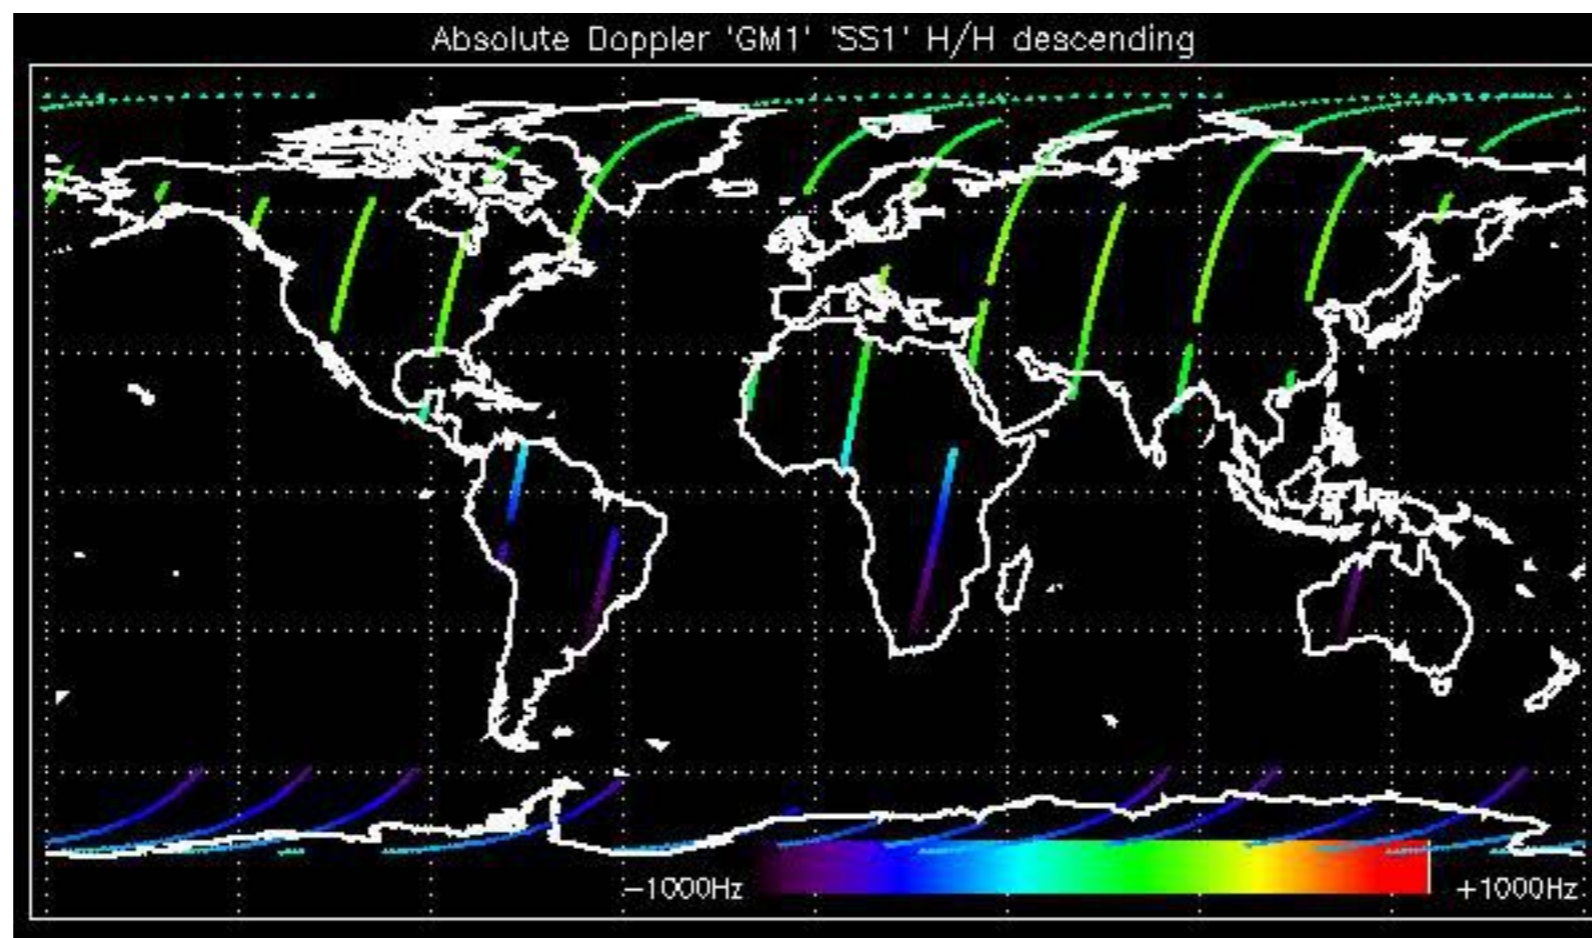 Absolute Doppler 'GM1' 'SS1' H/H descending
-1000Hz
+1000Hz